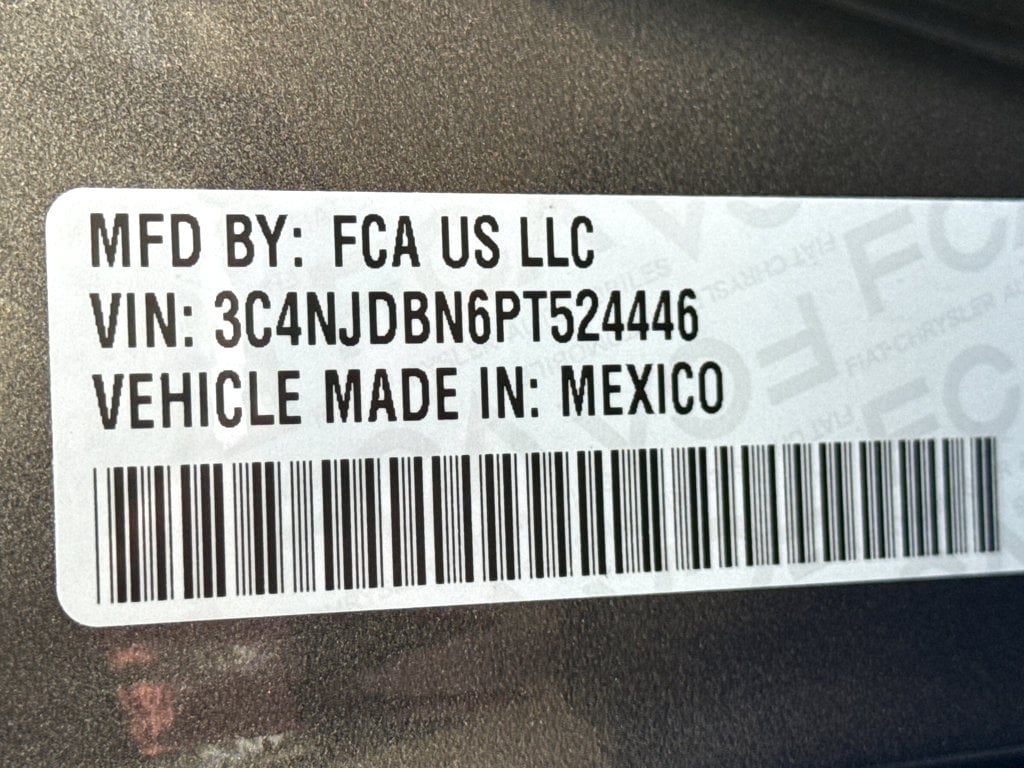 MFD BY: FCA US LLC
VIN: 3C4NJDBN6PT524446
VEHICLE MADE IN: MEXICO